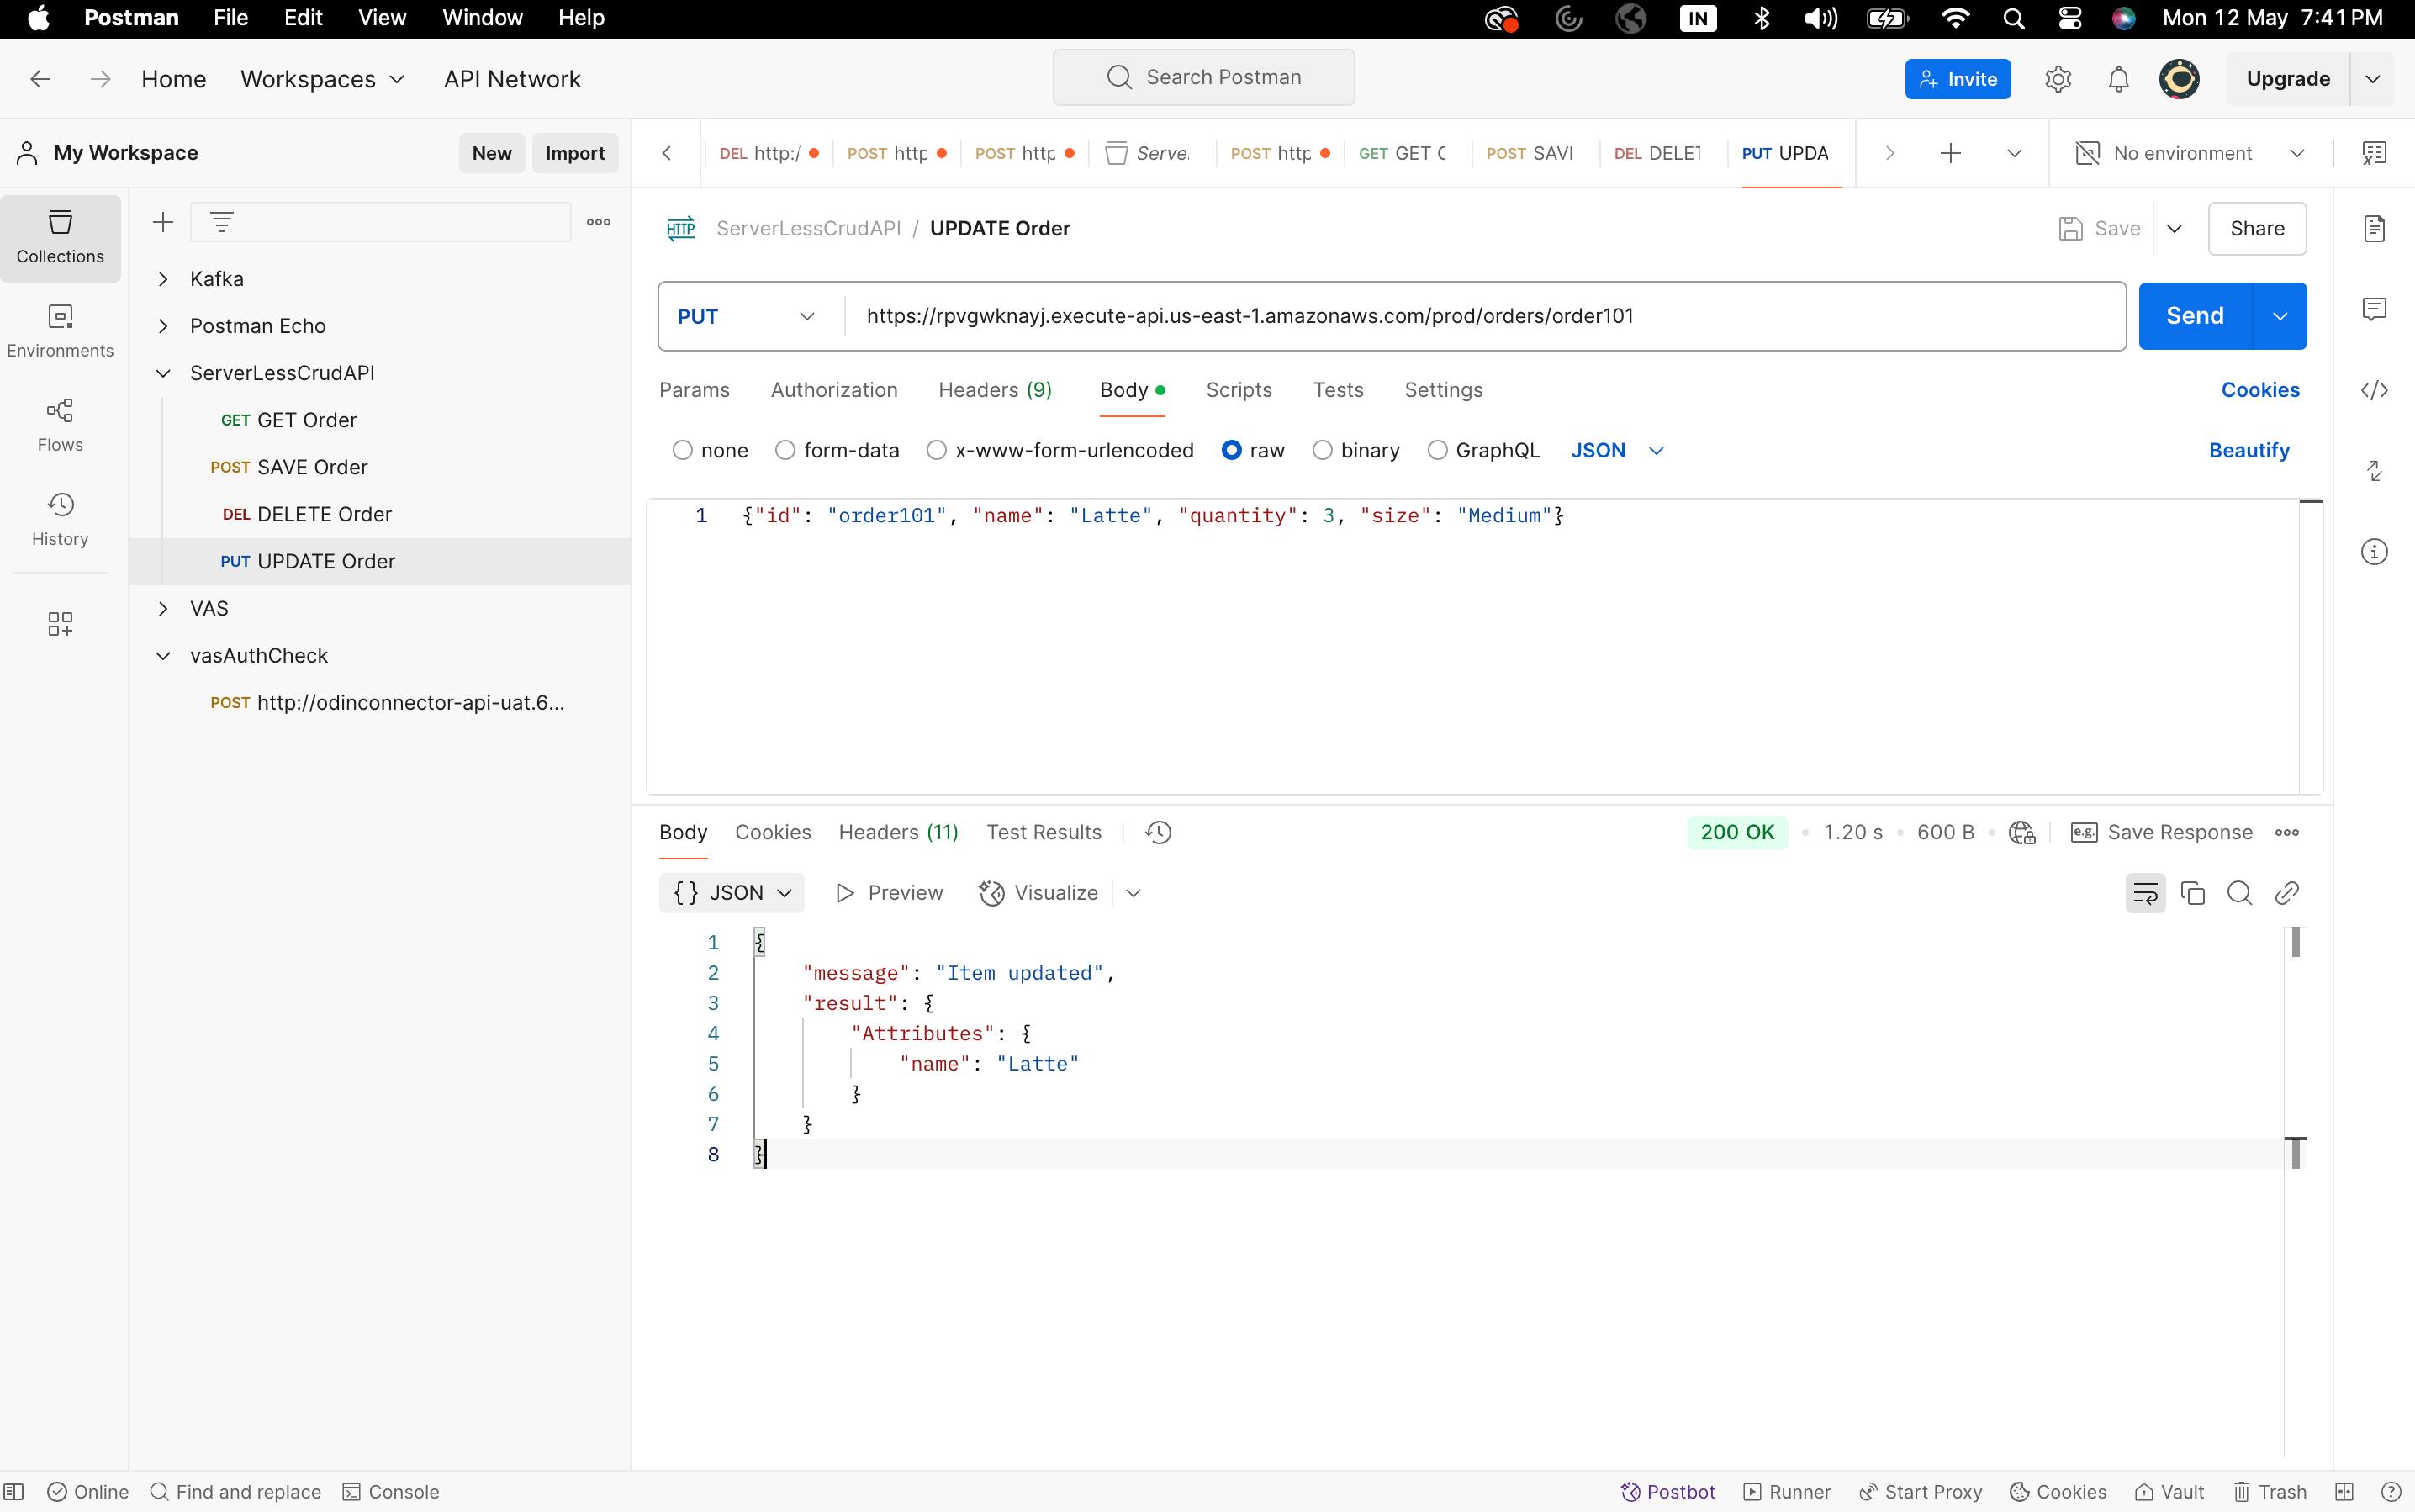 Postman File Edit View Window Help IN Mon 12 May 7:41 PM
Home Workspaces API Network Search Postman Invite Upgrade
My Workspace New Import DEL http:/ POST http POST http Serve. POST http GET GET C POST SAVI DEL DELET PUT UPDA No environment
Collections
Environments
Flows
History
Kafka
Postman Echo
ServerLessCrudAPI
GET GET Order
POST SAVE Order
DEL DELETE Order
PUT UPDATE Order
VAS
vasAuthCheck
POST http://odinconnector-api-uat.6...
HTTP ServerLessCrudAPI / UPDATE Order Save Share
PUT https://rpvgwknayj.execute-api.us-east-1.amazonaws.com/prod/orders/order101 Send
Params Authorization Headers (9) Body Scripts Tests Settings Cookies
none form-data x-www-form-urlencoded raw binary GraphQL JSON Beautify
1 {"id": "order101", "name": "Latte", "quantity": 3, "size": "Medium"}
Body Cookies Headers (11) Test Results 200 OK 1.20 s 600 B e.g. Save Response
{} JSON Preview Visualize
1 {
2 "message": "Item updated",
3 "result": {
4 "Attributes": {
5 "name": "Latte"
6 }
7 }
8 }
Online Find and replace Console Postbot Runner Start Proxy Cookies Vault Trash